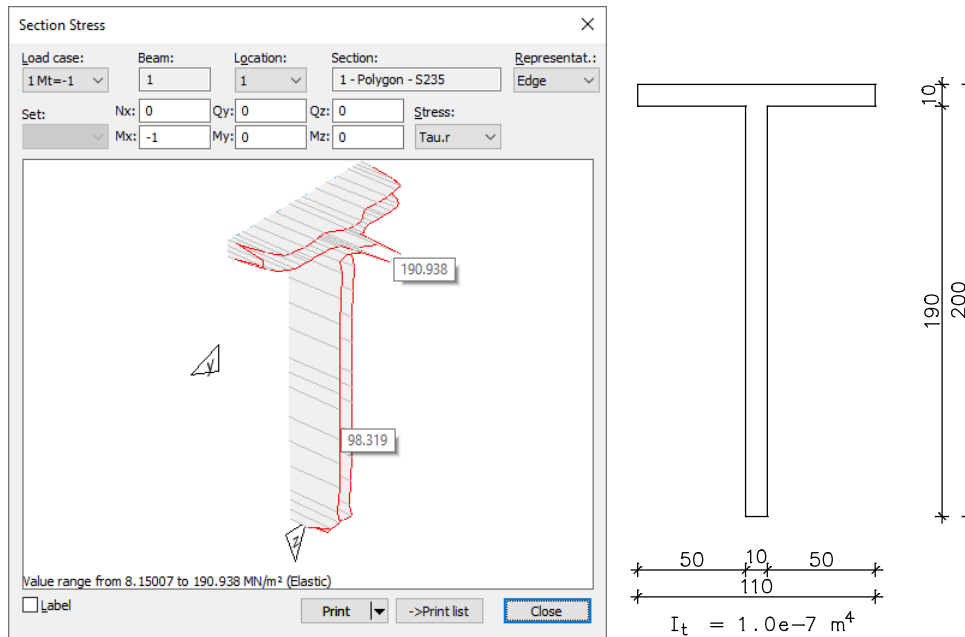 Section Stress
Load case: Beam: Location: Section: Representat.:
1 Mt=-1 1 1 1 - Polygon - S235 Edge
Set: Nx: 0 Qy: 0 Qz: 0 Stress:
Mx: -1 My: 0 Mz: 0 Tau.r
190.938
y
98.319
z
Value range from 8.15007 to 190.938 MN/m² (Elastic)
Label Print ->Print list Close
10
190
200
50 10 50
110
It = 1.0e-7 m⁴